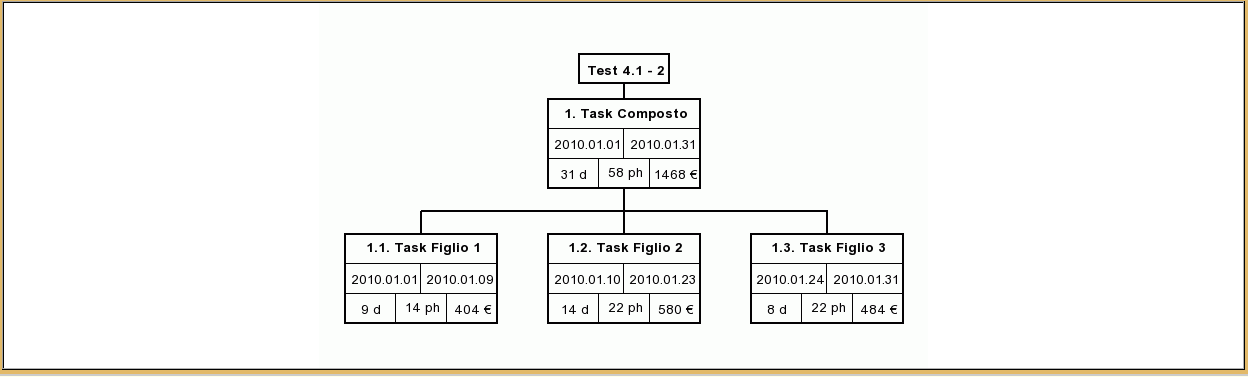 Test 4.1 - 2
1. Task Composto
2010.01.01 2010.01.31
31 d 58 ph 1468 €
1.1. Task Figlio 1
2010.01.01 2010.01.09
9 d 14 ph 404 €
1.2. Task Figlio 2
2010.01.10 2010.01.23
14 d 22 ph 580 €
1.3. Task Figlio 3
2010.01.24 2010.01.31
8 d 22 ph 484 €